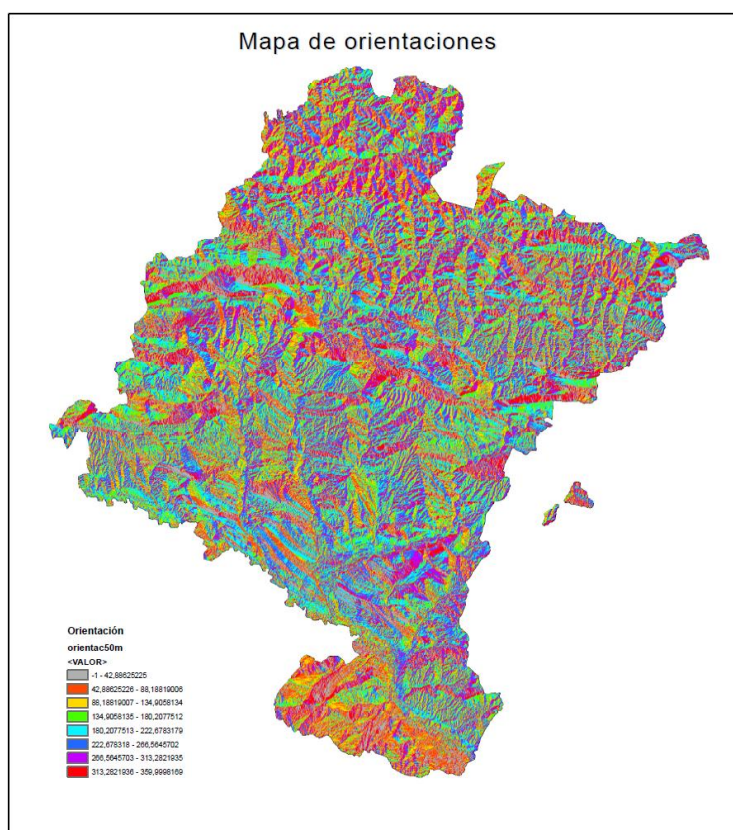 Mapa de orientaciones
Orientación
orientac50m
<VALOR>
-1 - 42,88625225
42,88625226 - 88,18819006
88,18819007 - 134,9058134
134,9058135 - 180,2077512
180,2077513 - 222,6783179
222,678318 - 266,5645702
266,5645703 - 313,2821935
313,2821936 - 359,9998169